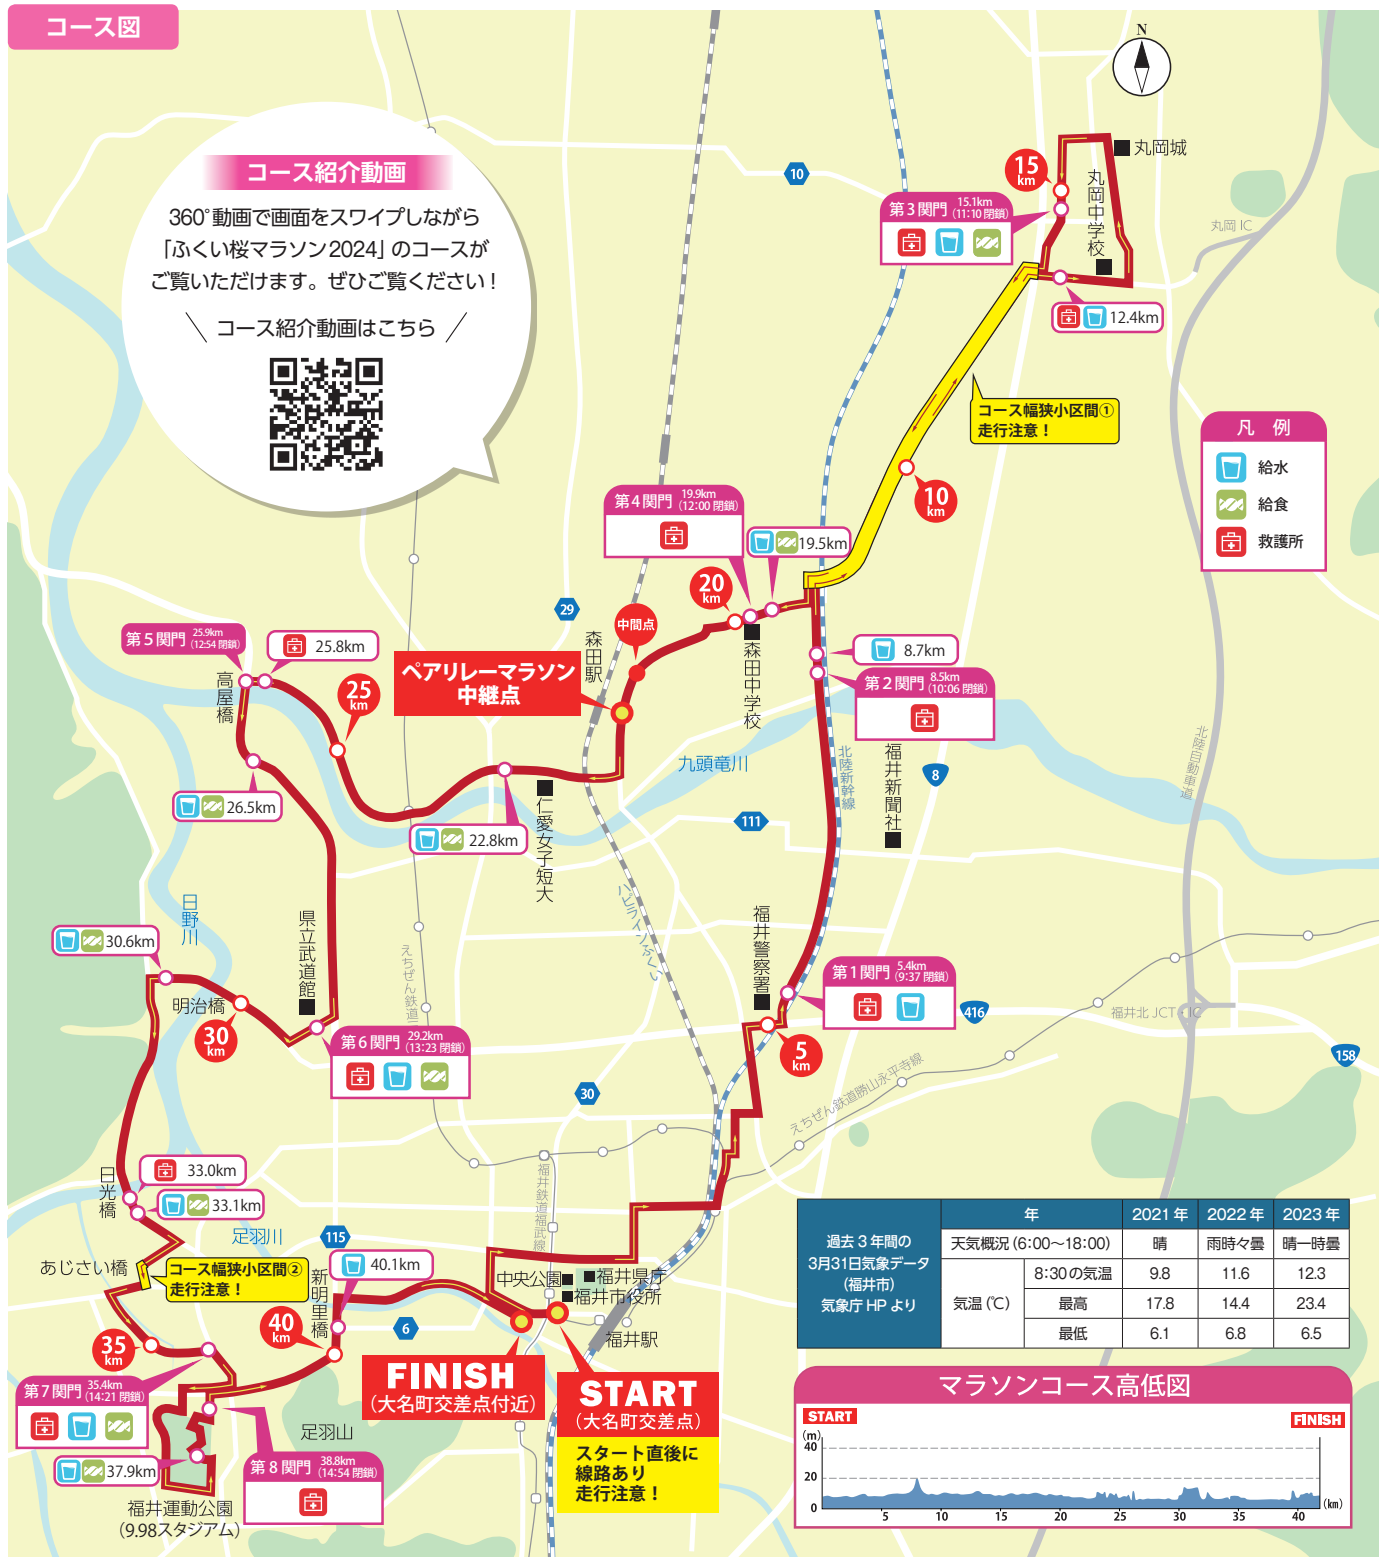 コース図
コース紹介動画
360°動画で画面をスワイプしながら
「ふくい桜マラソン2024」のコースが
ご覧いただけます。ぜひご覧ください！
コース紹介動画はこちら
N
丸岡城
丸岡中学校
丸岡IC
15
km
10
第3関門 15.1km
(11:10 閉鎖)
12.4km
コース幅狭小区間①
走行注意！
凡 例
給水
給食
救護所
10
km
第4関門 19.9km
(12:00 閉鎖)
19.5km
20
km
29
中間点
森田駅
森田中学校
ペアリレーマラソン
中継点
8.7km
第2関門 8.5km
(10:06 閉鎖)
第5関門 25.9km
(12:54 閉鎖)
25.8km
高屋橋
25
km
九頭竜川
北陸新幹線
福井新聞社
8
北陸自動車道
26.5km
22.8km
仁愛女子短大
111
ハピラインふくい
日野川
県立武道館
えちぜん鉄道三
福井警察署
第1関門 5.4km
(9:37 閉鎖)
416
福井北JCT・IC
158
30.6km
明治橋
30
km
第6関門 29.2km
(13:23 閉鎖)
5
km
30
えちぜん鉄道勝山永平寺線
福井鉄道福武線
33.0km
日光橋
33.1km
足羽川
115
あじさい橋
コース幅狭小区間②
走行注意！
新明里橋
40.1km
中央公園
福井県庁
福井市役所
福井駅
6
40
km
35
km
FINISH
(大名町交差点付近)
START
(大名町交差点)
スタート直後に
線路あり
走行注意！
第7関門 35.4km
(14:21 閉鎖)
足羽山
37.9km
第8関門 38.8km
(14:54 閉鎖)
福井運動公園
(9.98スタジアム)
過去3年間の
3月31日気象データ
(福井市)
気象庁HPより
年 2021年 2022年 2023年
天気概況(6:00〜18:00) 晴 雨時々曇 晴一時曇
気温(℃) 8:30の気温 9.8 11.6 12.3
最高 17.8 14.4 23.4
最低 6.1 6.8 6.5
マラソンコース高低図
START
FINISH
(m)
40
20
0
5 10 15 20 25 30 35 40 (km)